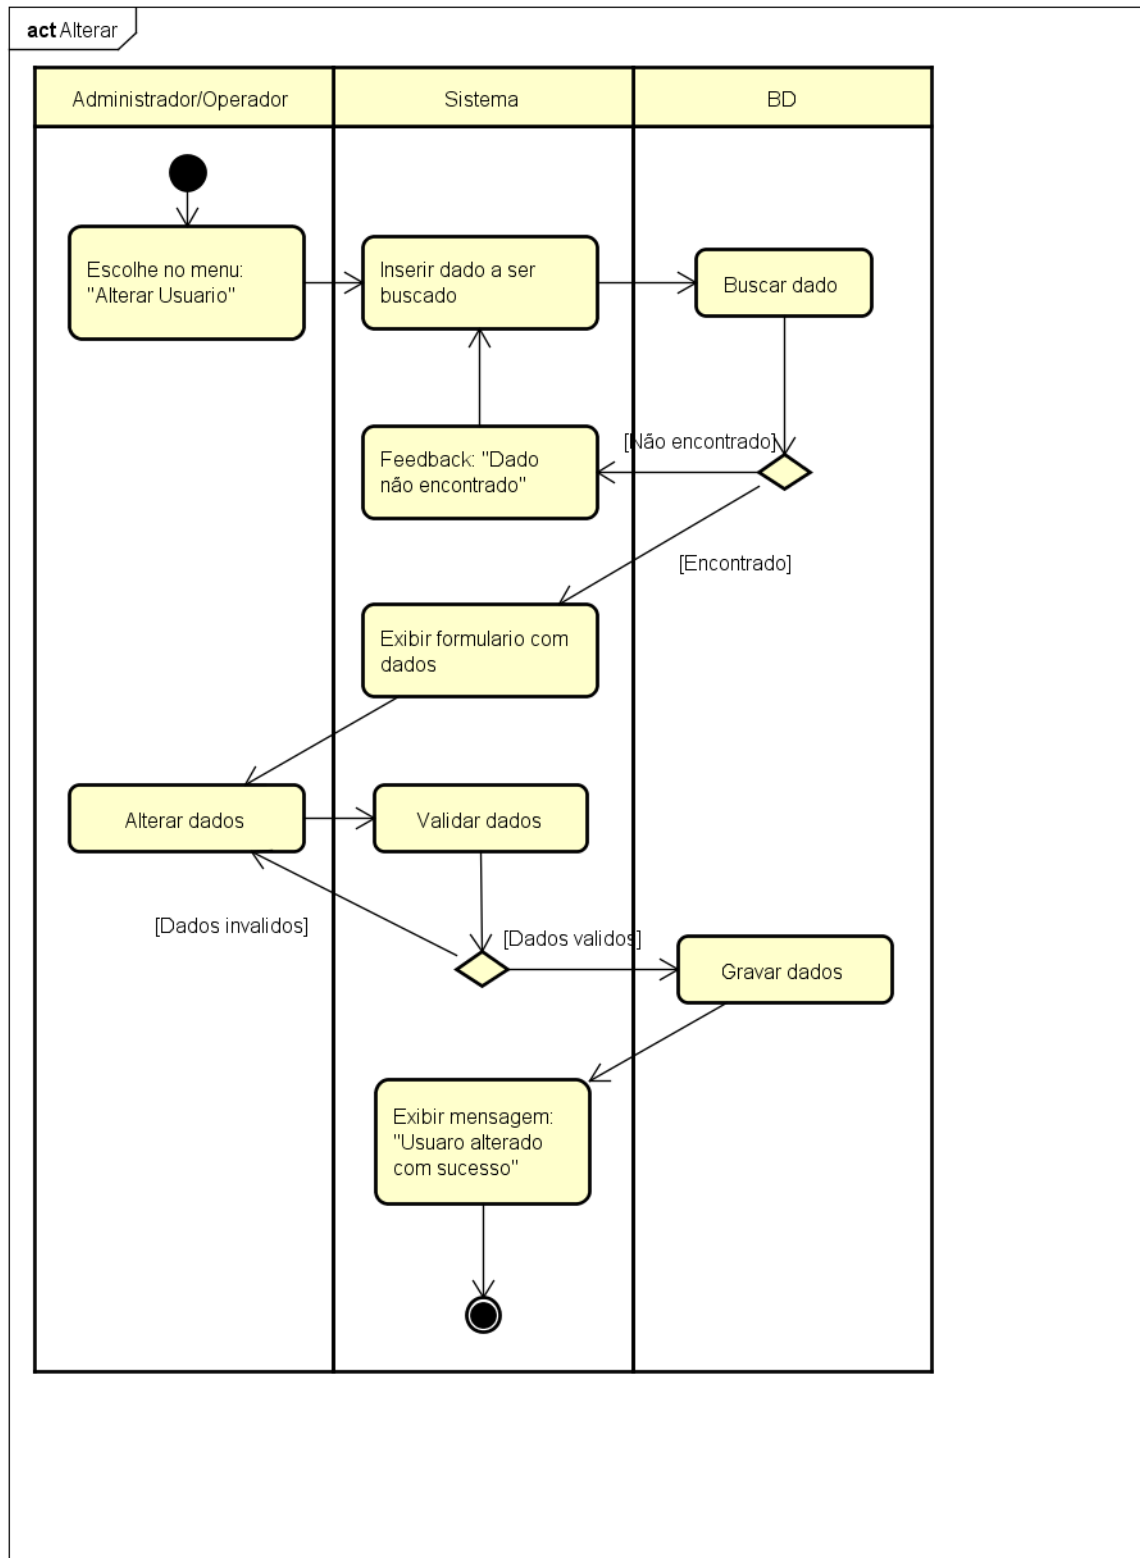 act Alterar
Administrador/Operador
Sistema
BD
Escolhe no menu:
"Alterar Usuario"
Inserir dado a ser
buscado
Buscar dado
[Não encontrado]
Feedback: "Dado
não encontrado"
[Encontrado]
Exibir formulario com
dados
Alterar dados
Validar dados
[Dados invalidos]
[Dados validos]
Gravar dados
Exibir mensagem:
"Usuaro alterado
com sucesso"